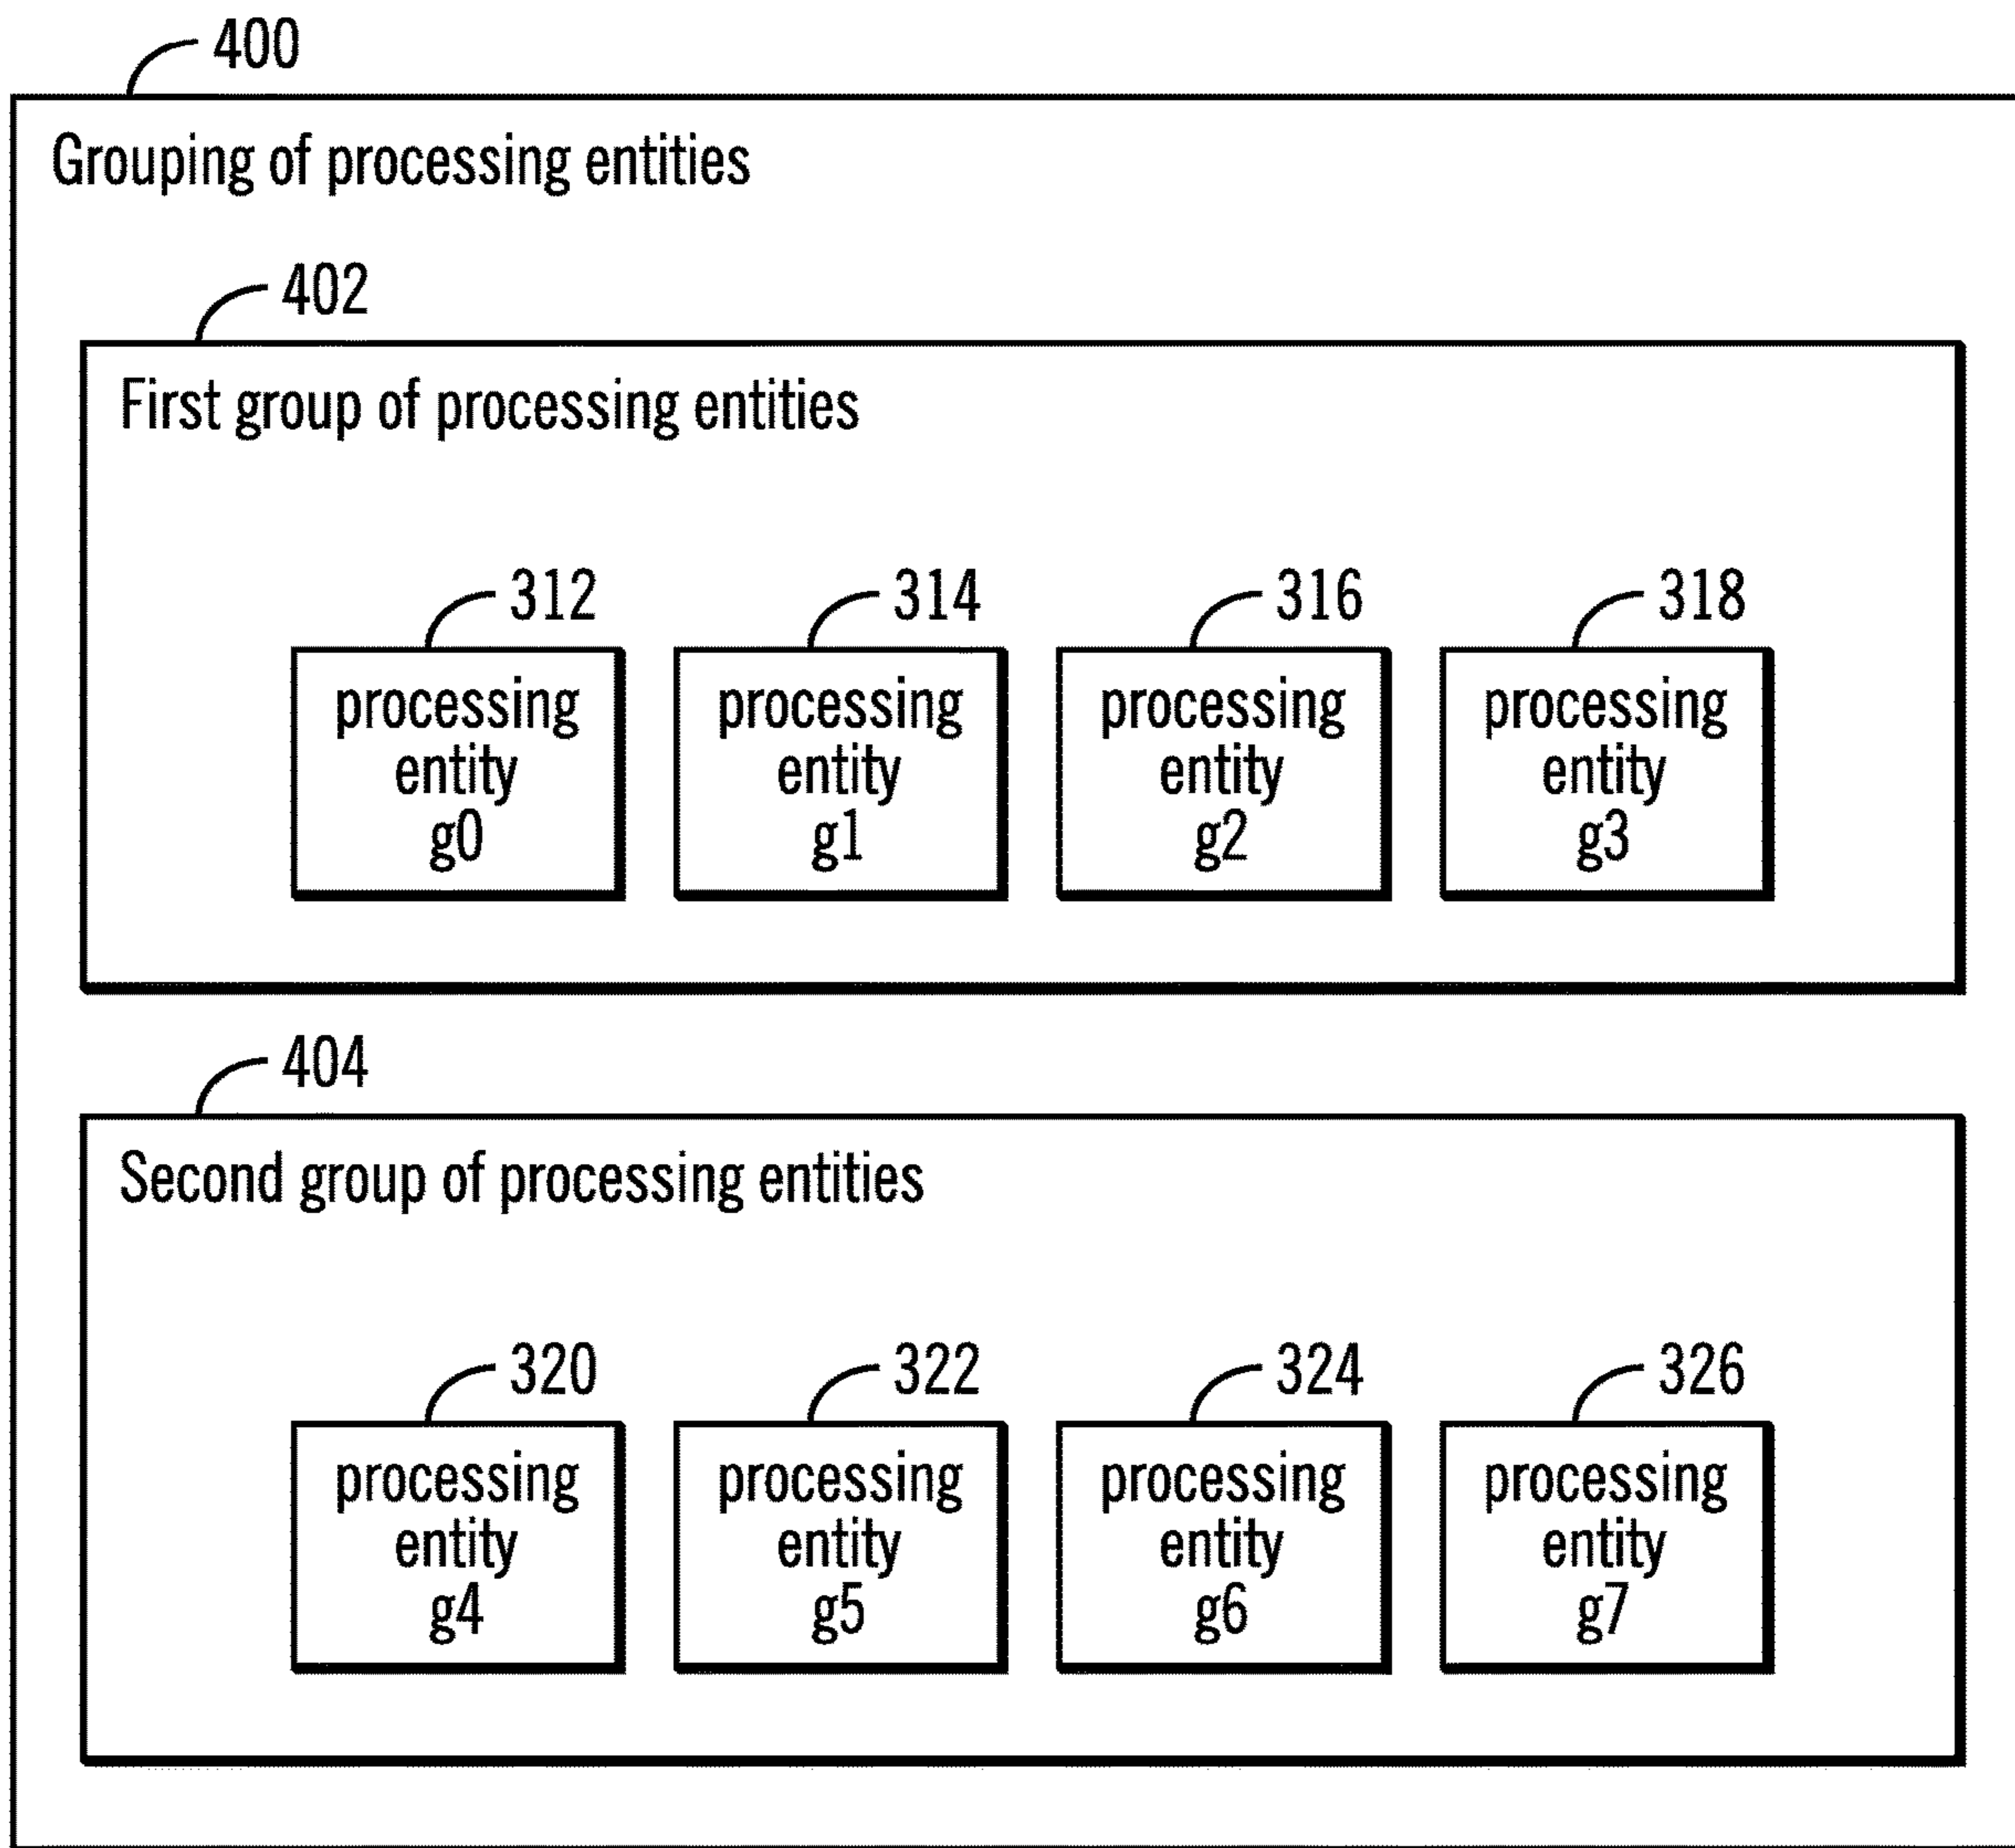 400
Grouping of processing entities
402
First group of processing entities
312 314 316 318
processing processing processing processing
entity entity entity entity
g0 g1 g2 g3
404
Second group of processing entities
320 322 324 326
processing processing processing processing
entity entity entity entity
g4 g5 g6 g7